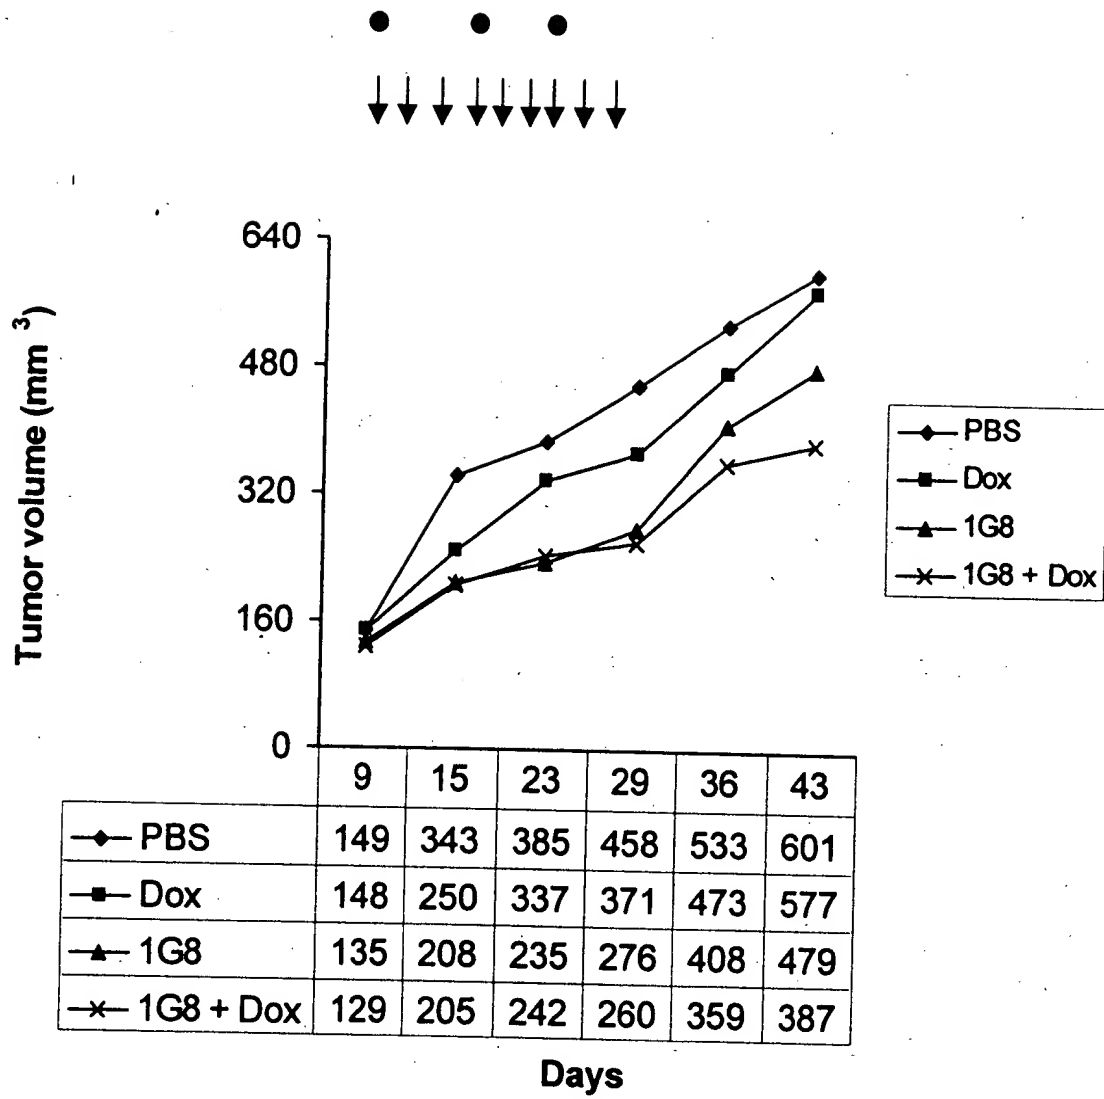 640
480
320
160
0
Tumor volume (mm ³)
PBS
Dox
1G8
1G8 + Dox
9 15 23 29 36 43
PBS 149 343 385 458 533 601
Dox 148 250 337 371 473 577
1G8 135 208 235 276 408 479
1G8 + Dox 129 205 242 260 359 387
Days